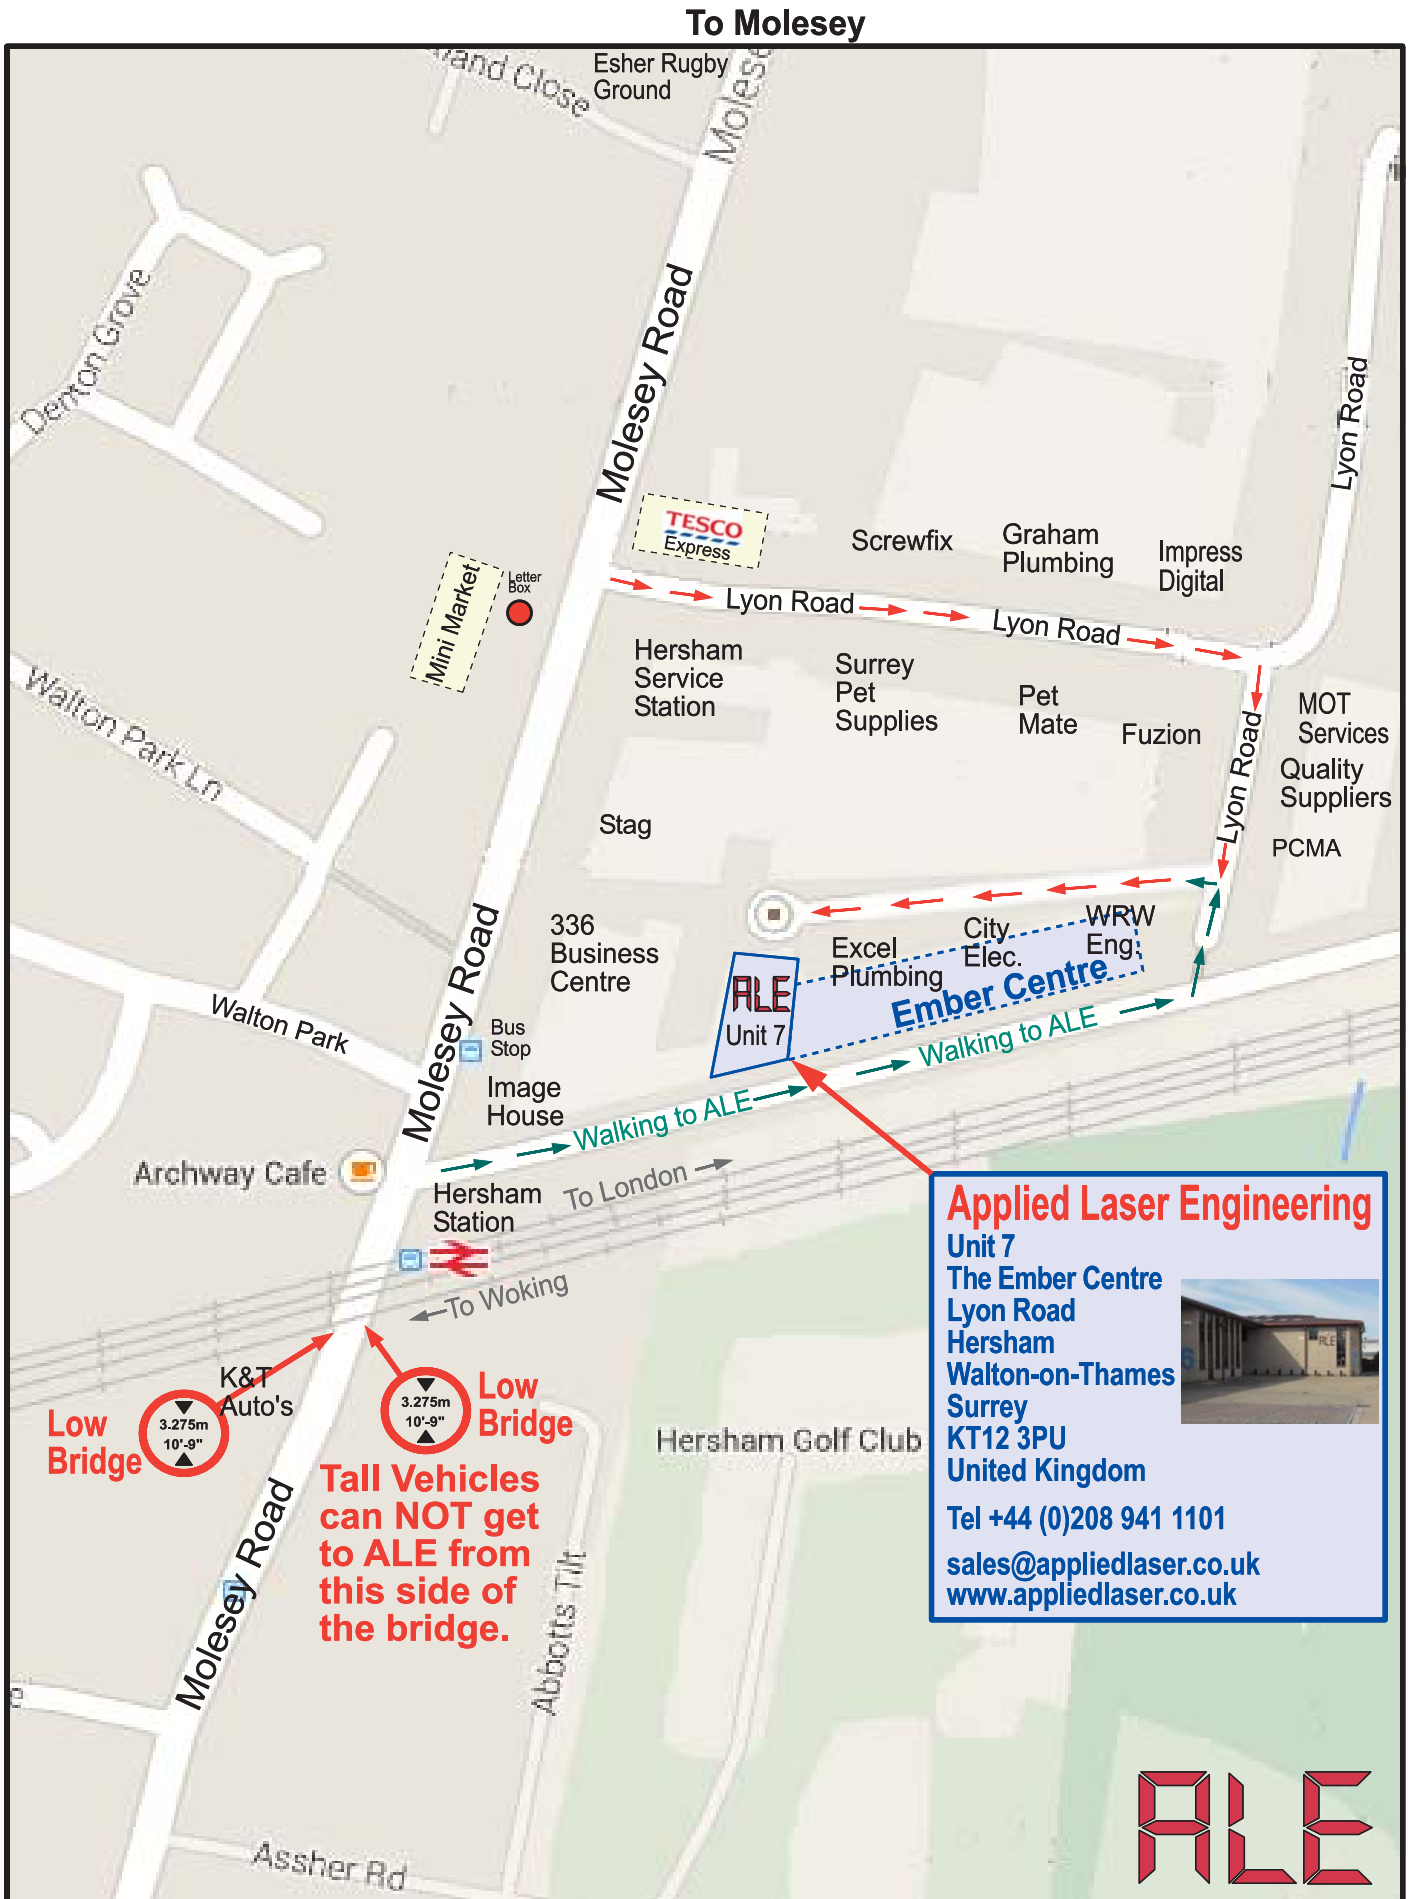 To Molesey
Esher Rugby
Ground
and Close
Molese
Denton Grove
Molesey Road
Lyon Road
TESCO
Express
Screwfix
Graham
Plumbing
Impress
Digital
Mini Market
Letter
Box
Lyon Road
Lyon Road
Hersham
Service
Station
Surrey
Pet
Supplies
Pet
Mate
Fuzion
MOT
Services
Quality
Suppliers
PCMA
Lyon Road
Walton Park Ln
Stag
336
Business
Centre
Excel
Plumbing
City
Elec.
WRW
Eng.
Ember Centre
ALE
Unit 7
Molesey Road
Walton Park
Bus
Stop
Image
House
Walking to ALE
Walking to ALE
Archway Cafe
Hersham
Station
To London
To Woking
K&T
Auto's
Low
Bridge
3.275m
10'-9"
3.275m
10'-9"
Low
Bridge
Tall Vehicles
can NOT get
to ALE from
this side of
the bridge.
Molesey Road
Hersham Golf Club
Abbotts Tilt
Assher Rd
e
Applied Laser Engineering
Unit 7
The Ember Centre
Lyon Road
Hersham
Walton-on-Thames
Surrey
KT12 3PU
United Kingdom
ALE
Tel +44 (0)208 941 1101
sales@appliedlaser.co.uk
www.appliedlaser.co.uk
ALE